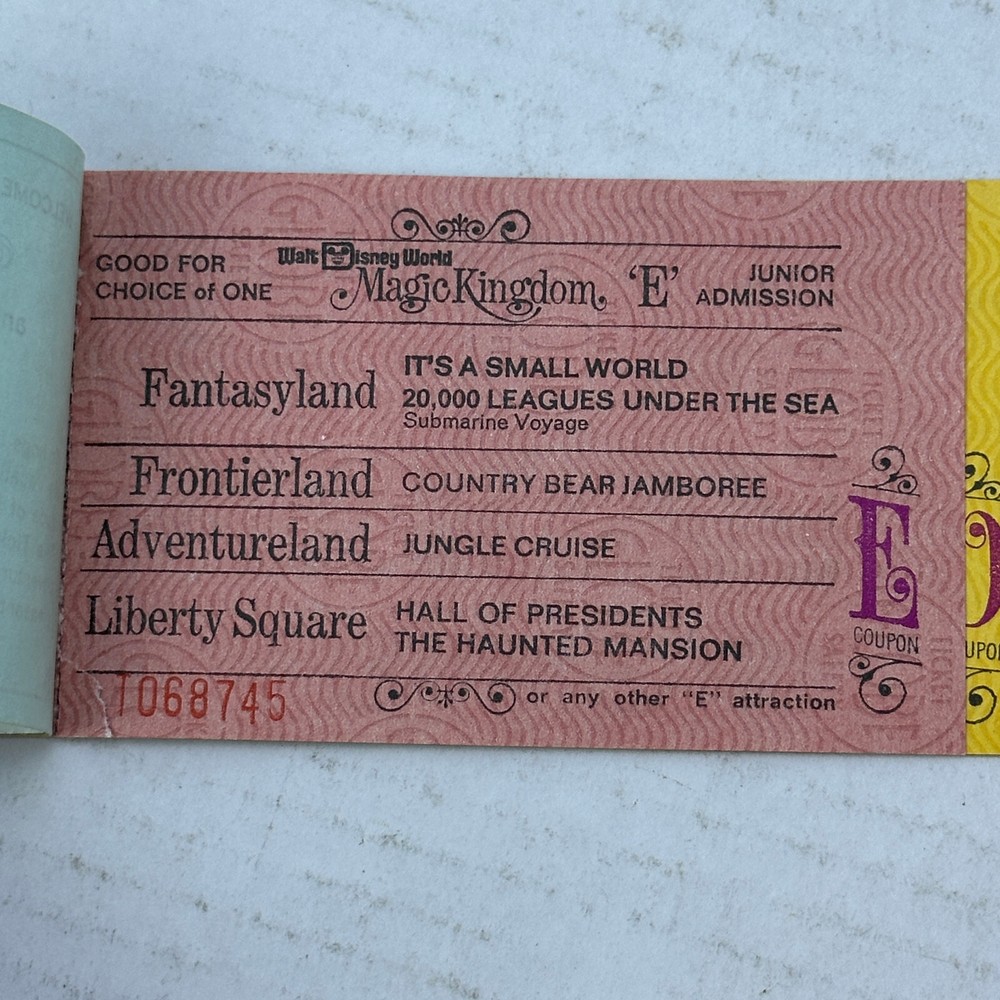 GOOD FOR
CHOICE of ONE
Walt Disney World
Magic Kingdom
'E'
JUNIOR
ADMISSION
Fantasyland
IT'S A SMALL WORLD
20,000 LEAGUES UNDER THE SEA
Submarine Voyage
Frontierland
COUNTRY BEAR JAMBOREE
Adventureland
JUNGLE CRUISE
Liberty Square
HALL OF PRESIDENTS
THE HAUNTED MANSION
E
COUPON
T068745
or any other "E" attraction